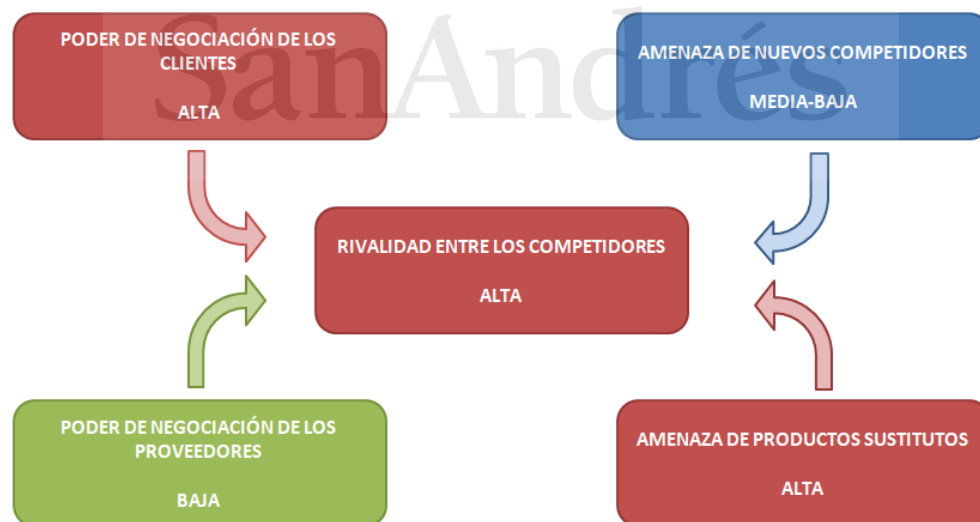 SanAndrés
PODER DE NEGOCIACIÓN DE LOS
CLIENTES
ALTA
AMENAZA DE NUEVOS COMPETIDORES
MEDIA-BAJA
RIVALIDAD ENTRE LOS COMPETIDORES
ALTA
PODER DE NEGOCIACIÓN DE LOS
PROVEEDORES
BAJA
AMENAZA DE PRODUCTOS SUSTITUTOS
ALTA